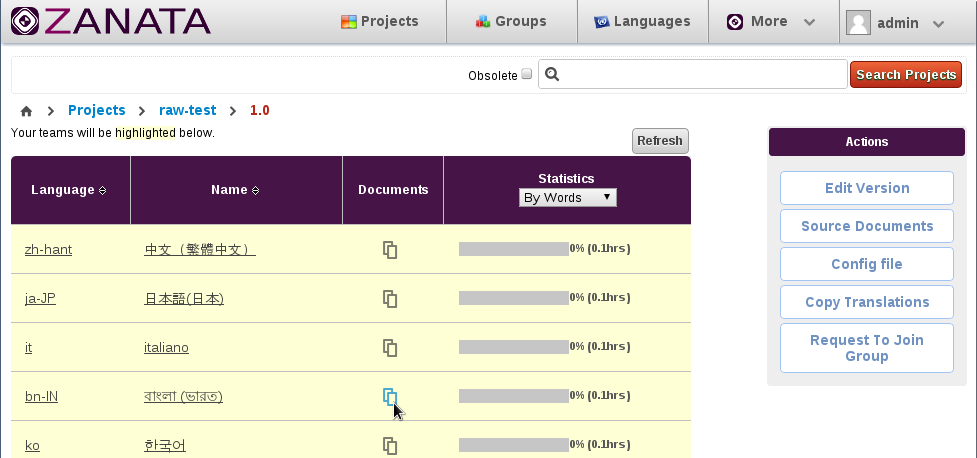 ZANATA Projects Groups Languages More admin
Obsolete Search Projects
Projects raw-test 1.0
Your teams will be highlighted below.
Refresh
Language Name Documents Statistics
By Words
zh-hant 中文（繁體中文） 0% (0.1hrs)
ja-JP 日本語(日本) 0% (0.1hrs)
it italiano 0% (0.1hrs)
bn-IN বাংলা (ভারত) 0% (0.1hrs)
ko 한국어 0% (0.1hrs)
Actions
Edit Version
Source Documents
Config file
Copy Translations
Request To Join
Group